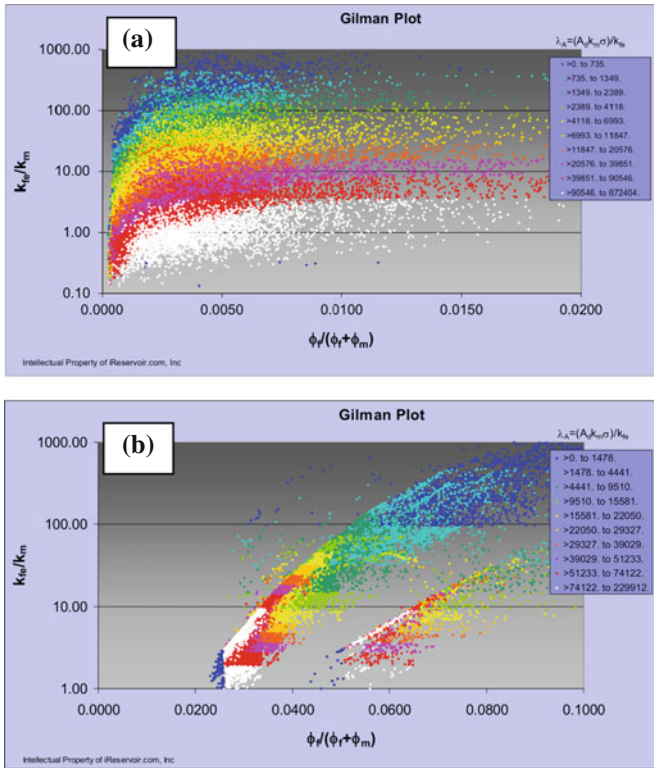 Gilman Plot
(a)
λA=(Adkmσ)/kfe
1000.00
100.00
10.00
1.00
0.10
kfe/km
>0. to 735.
>735. to 1349.
>1349. to 2389.
>2389. to 4118.
>4118. to 6993.
>6993. to 11847.
>11847. to 20576.
>20576. to 39851.
>39851. to 90546.
>90546. to 872404.
0.0000 0.0050 0.0100 0.0150 0.0200
ϕf/(ϕf+ϕm)
Intellectual Property of iReservoir.com, Inc
Gilman Plot
(b)
λA=(Adkmσ)/kfe
1000.00
100.00
10.00
1.00
kfe/km
>0. to 1478.
>1478. to 4441.
>4441. to 9510.
>9510. to 15581.
>15581. to 22050.
>22050. to 29327.
>29327. to 39029.
>39029. to 51233.
>51233. to 74122.
>74122. to 229912.
0.0000 0.0200 0.0400 0.0600 0.0800 0.1000
ϕf/(ϕf+ϕm)
Intellectual Property of iReservoir.com, Inc